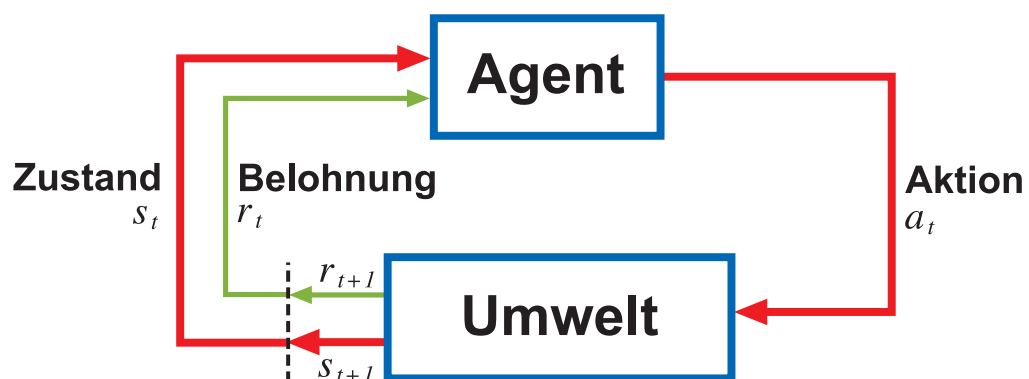 Agent
Zustand
s_t
Belohnung
r_t
Aktion
a_t
r_{t+1}
Umwelt
s_{t+1}